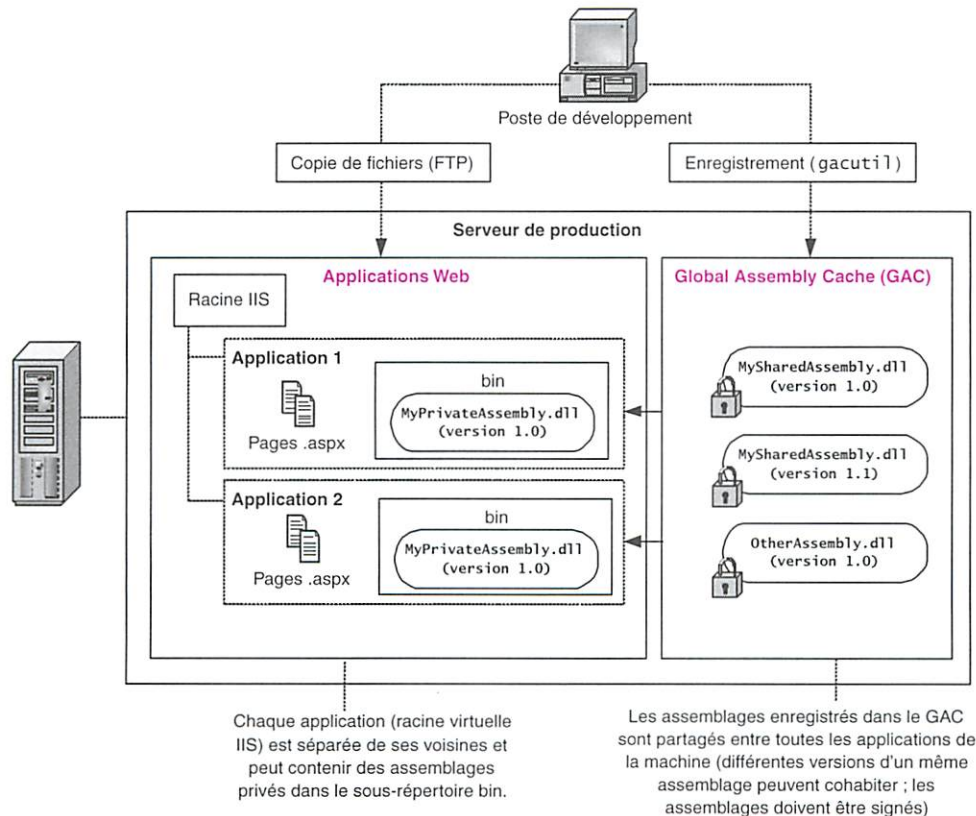 Poste de développement
Copie de fichiers (FTP)
Enregistrement (gacutil)
Serveur de production
Applications Web
Racine IIS
Application 1
Pages .aspx
bin
MyPrivateAssembly.dll
(version 1.0)
Application 2
Pages .aspx
bin
MyPrivateAssembly.dll
(version 1.0)
Global Assembly Cache (GAC)
MySharedAssembly.dll
(version 1.0)
MySharedAssembly.dll
(version 1.1)
OtherAssembly.dll
(version 1.0)
Chaque application (racine virtuelle
IIS) est séparée de ses voisines et
peut contenir des assemblages
privés dans le sous-répertoire bin.
Les assemblages enregistrés dans le GAC
sont partagés entre toutes les applications de
la machine (différentes versions d'un même
assemblage peuvent cohabiter ; les
assemblages doivent être signés)